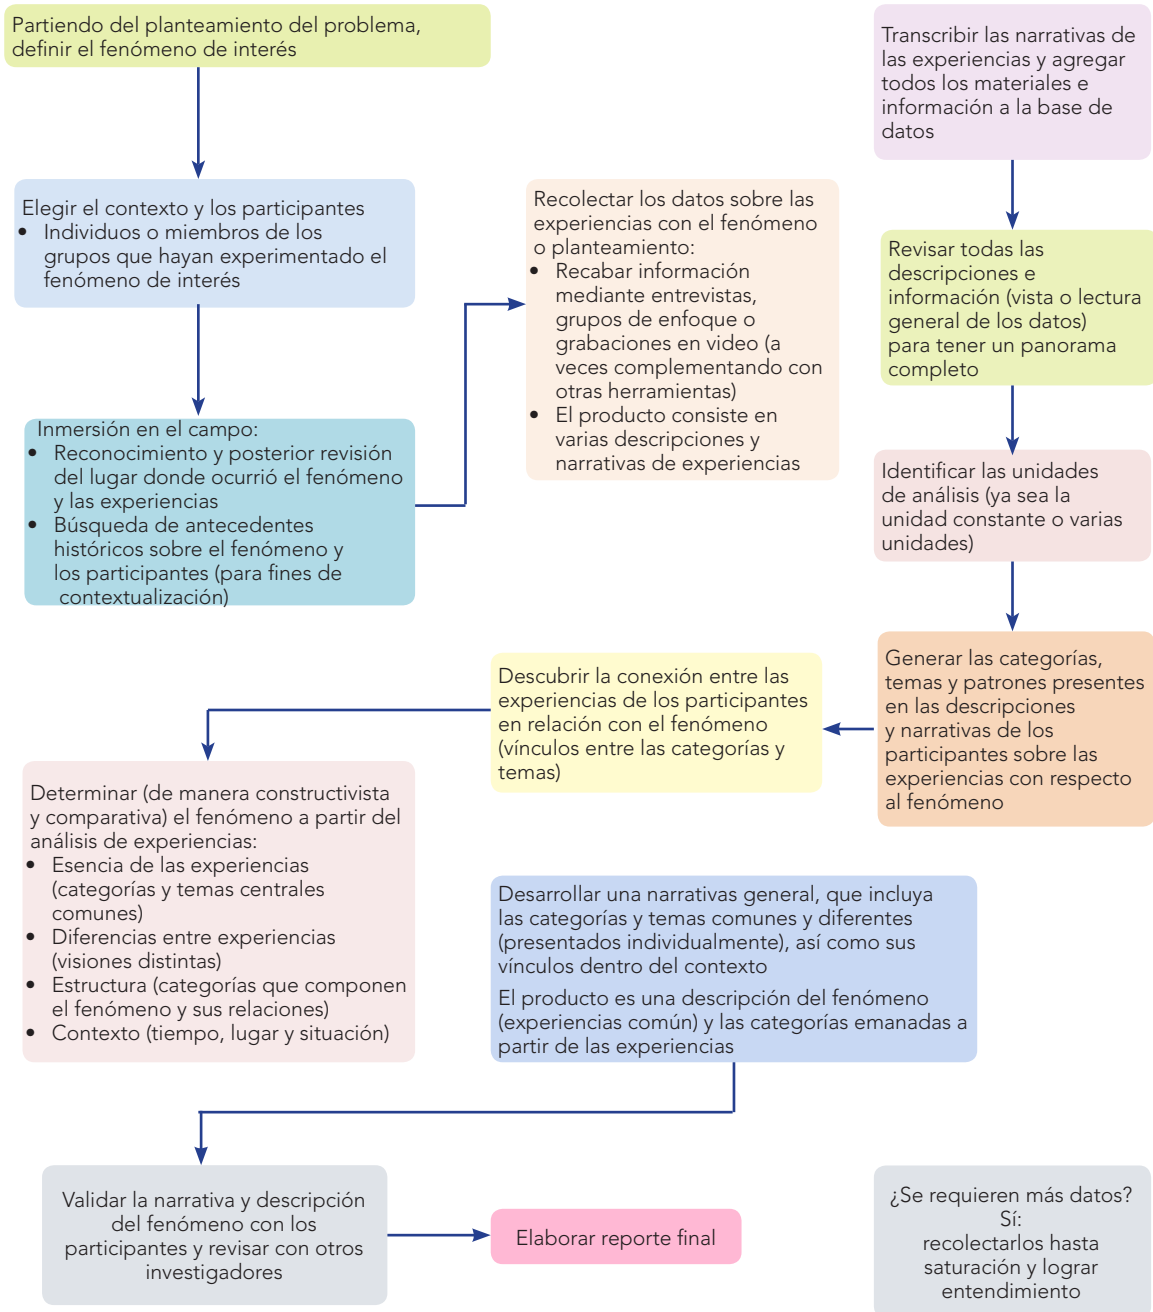 Partiendo del planteamiento del problema,
definir el fenómeno de interés
Elegir el contexto y los participantes
• Individuos o miembros de los
grupos que hayan experimentado el
fenómeno de interés
Inmersión en el campo:
• Reconocimiento y posterior revisión
del lugar donde ocurrió el fenómeno
y las experiencias
• Búsqueda de antecedentes
históricos sobre el fenómeno y
los participantes (para fines de
contextualización)
Recolectar los datos sobre las
experiencias con el fenómeno
o planteamiento:
• Recabar información
mediante entrevistas,
grupos de enfoque o
grabaciones en video (a
veces complementando con
otras herramientas)
• El producto consiste en
varias descripciones y
narrativas de experiencias
Transcribir las narrativas de
las experiencias y agregar
todos los materiales e
información a la base de
datos
Revisar todas las
descripciones e
información (vista o lectura
general de los datos)
para tener un panorama
completo
Identificar las unidades
de análisis (ya sea la
unidad constante o varias
unidades)
Generar las categorías,
temas y patrones presentes
en las descripciones
y narrativas de los
participantes sobre las
experiencias con respecto
al fenómeno
Descubrir la conexión entre las
experiencias de los participantes
en relación con el fenómeno
(vínculos entre las categorías y
temas)
Determinar (de manera constructivista
y comparativa) el fenómeno a partir del
análisis de experiencias:
• Esencia de las experiencias
(categorías y temas centrales
comunes)
• Diferencias entre experiencias
(visiones distintas)
• Estructura (categorías que componen
el fenómeno y sus relaciones)
• Contexto (tiempo, lugar y situación)
Desarrollar una narrativas general, que incluya
las categorías y temas comunes y diferentes
(presentados individualmente), así como sus
vínculos dentro del contexto
El producto es una descripción del fenómeno
(experiencias común) y las categorías emanadas a
partir de las experiencias
Validar la narrativa y descripción
del fenómeno con los
participantes y revisar con otros
investigadores
Elaborar reporte final
¿Se requieren más datos?
Sí:
recolectarlos hasta
saturación y lograr
entendimiento